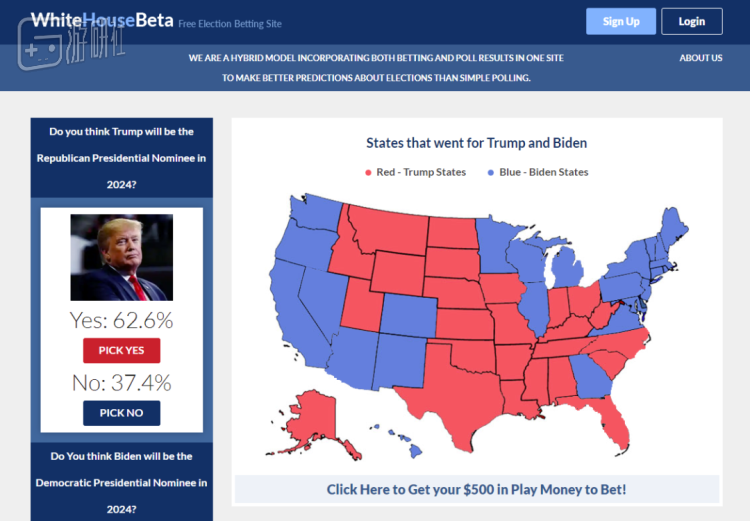 WhiteHouseBeta Free Election Betting Site
Sign Up
Login
游研社
WE ARE A HYBRID MODEL INCORPORATING BOTH BETTING AND POLL RESULTS IN ONE SITE
TO MAKE BETTER PREDICTIONS ABOUT ELECTIONS THAN SIMPLE POLLING.
ABOUT US
Do you think Trump will be the
Republican Presidential Nominee in
2024?
Yes: 62.6%
PICK YES
No: 37.4%
PICK NO
Do You think Biden will be the
Democratic Presidential Nominee in
2024?
States that went for Trump and Biden
Red - Trump States
Blue - Biden States
Click Here to Get your $500 in Play Money to Bet!